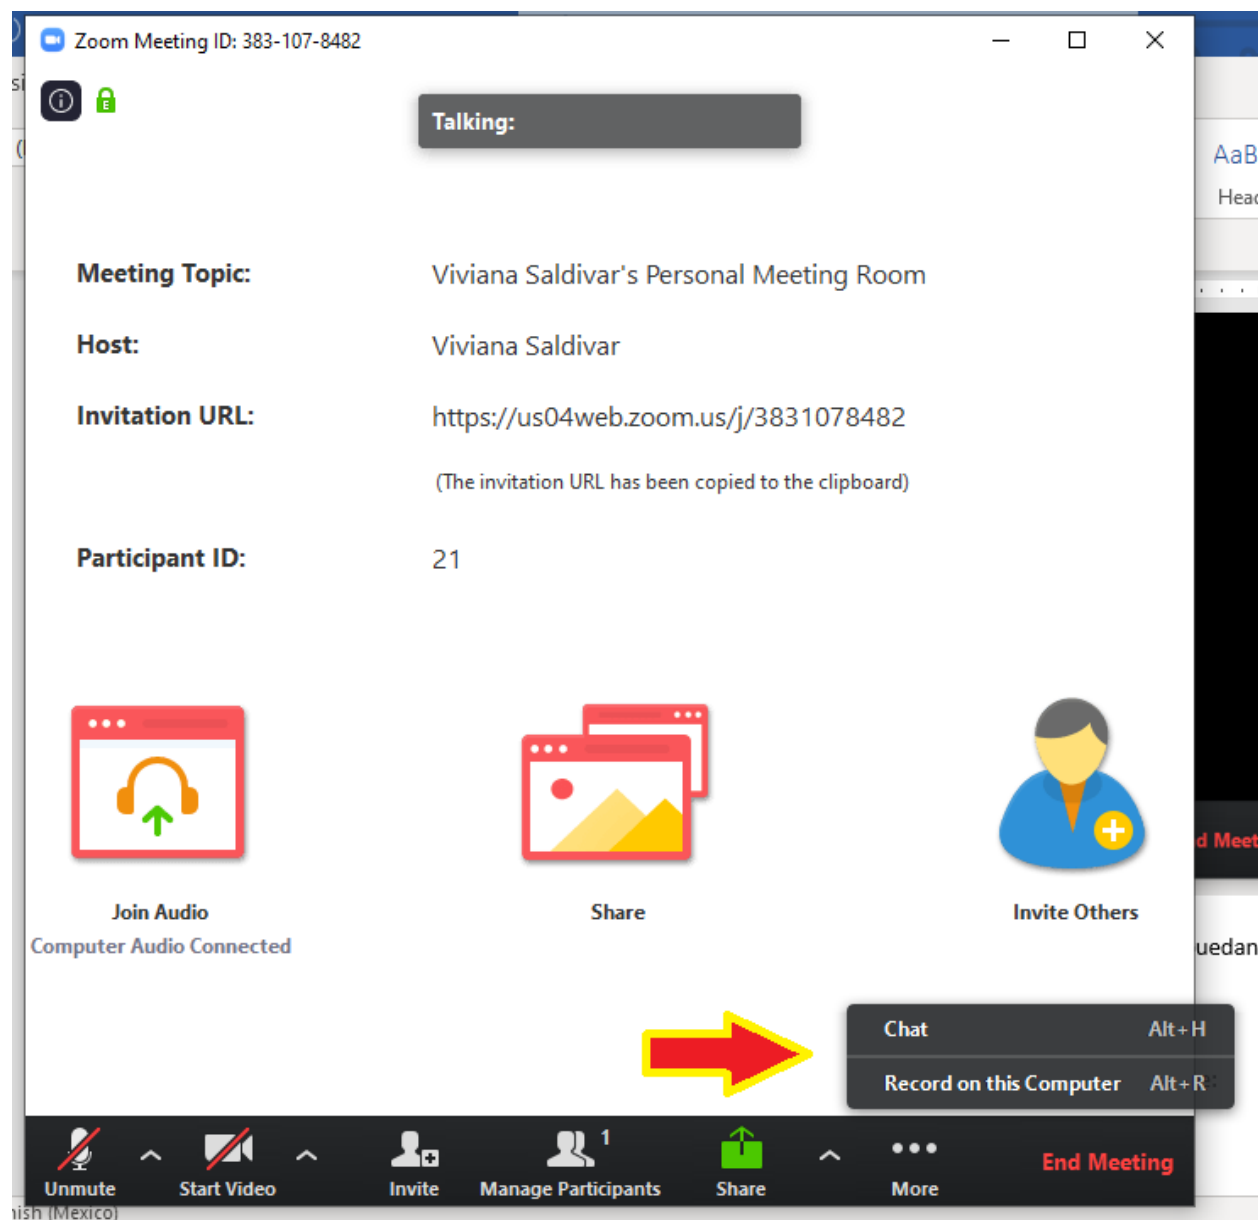 Zoom Meeting ID: 383-107-8482
Talking:
AaB
Head
Meeting Topic: Viviana Saldivar's Personal Meeting Room
Host: Viviana Saldivar
Invitation URL: https://us04web.zoom.us/j/3831078482
(The invitation URL has been copied to the clipboard)
Participant ID: 21
d Meet
Join Audio Share Invite Others
Computer Audio Connected
uedan
Chat Alt+H
Record on this Computer Alt+R
1
Unmute Start Video Invite Manage Participants Share More End Meeting
nish (Mexico)